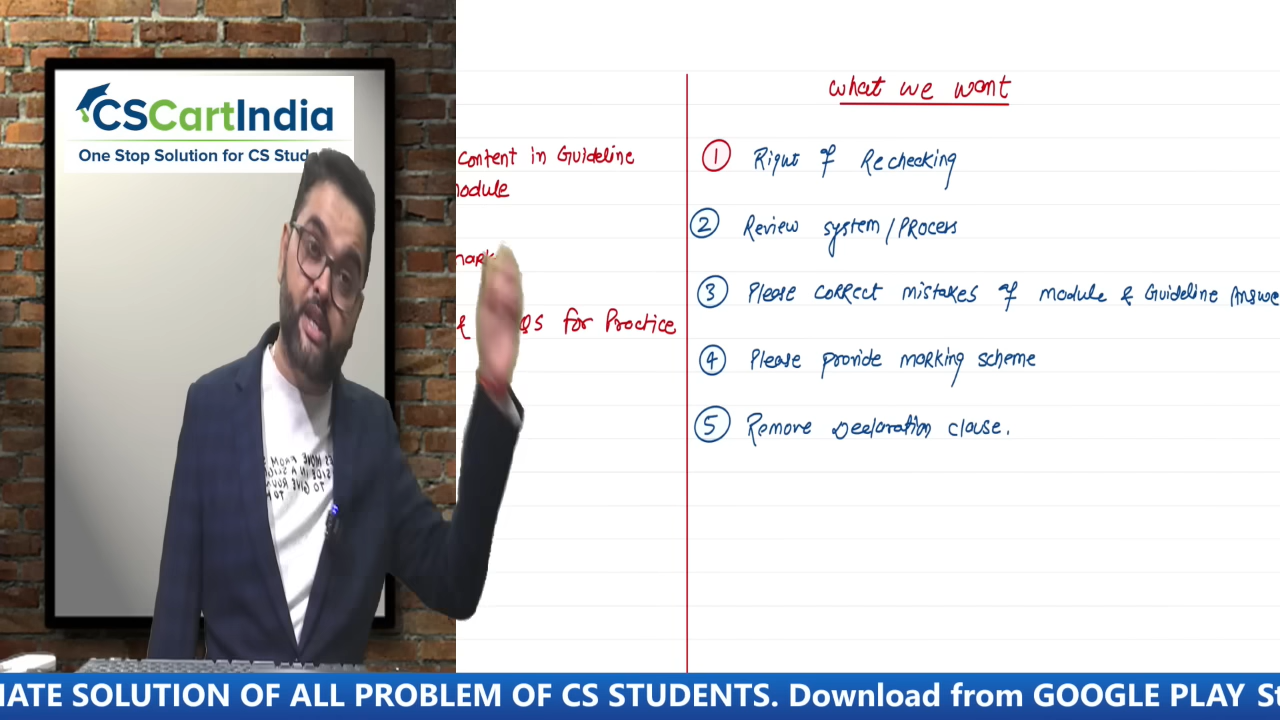 CSCartIndia
One Stop Solution for CS Stud
content in Guideline
module
mark
& Qs for Practice
what we want
① Right of Rechecking
② Review system/Process
③ Please correct mistakes of module & Guideline Answe
④ Please provide marking scheme
⑤ Remove Declaration clause.
IATE SOLUTION OF ALL PROBLEM OF CS STUDENTS. Download from GOOGLE PLAY St